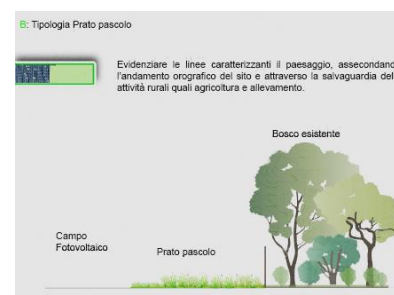 B: Tipologia Prato pascolo
Evidenziare le linee caratterizzanti il paesaggio, assecondand
l'andamento orografico del sito e attraverso la salvaguardia del
attività rurali quali agricoltura e allevamento.
Bosco esistente
Campo
Fotovoltaico
Prato pascolo